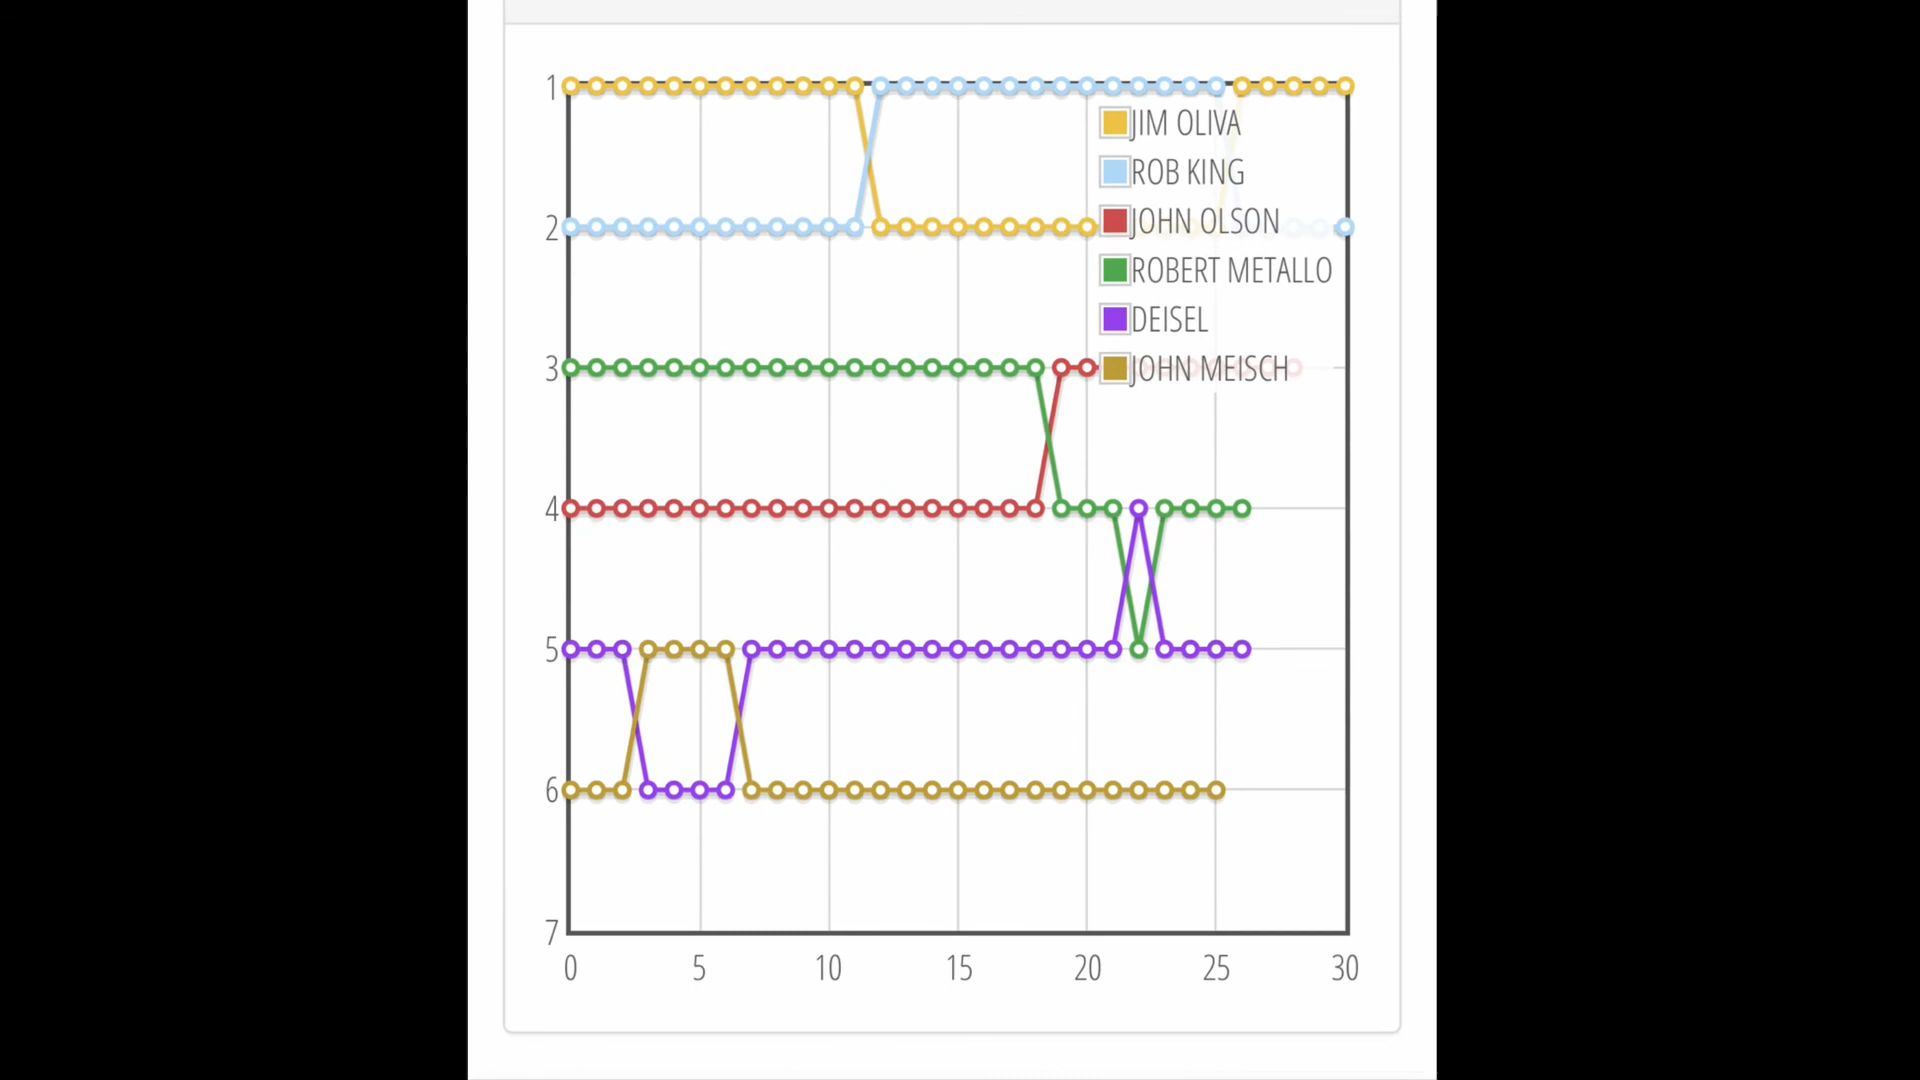 1
2
3
4
5
6
7
JIM OLIVA
ROB KING
JOHN OLSON
ROBERT METALLO
DEISEL
JOHN MEISCH
0 5 10 15 20 25 30